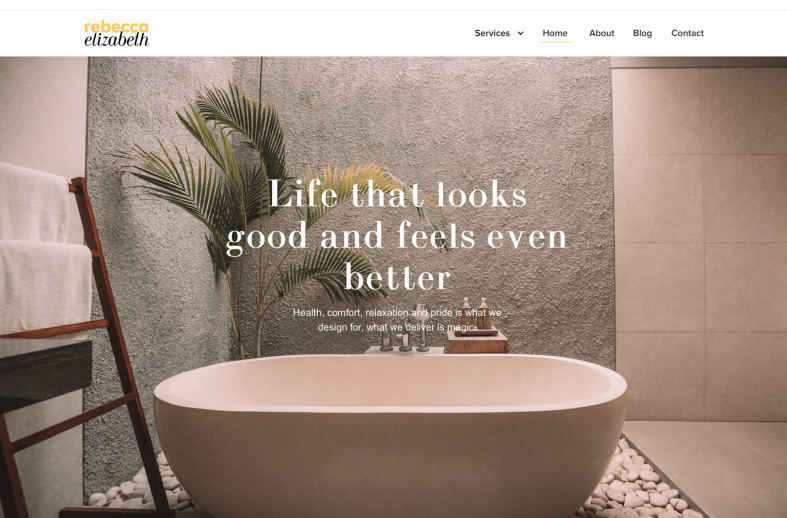 rebecca
elizabeth
Services Home About Blog Contact
Life that looks
good and feels even
better
Health, comfort, relaxation and pride is what we
design for, what we deliver is magic.